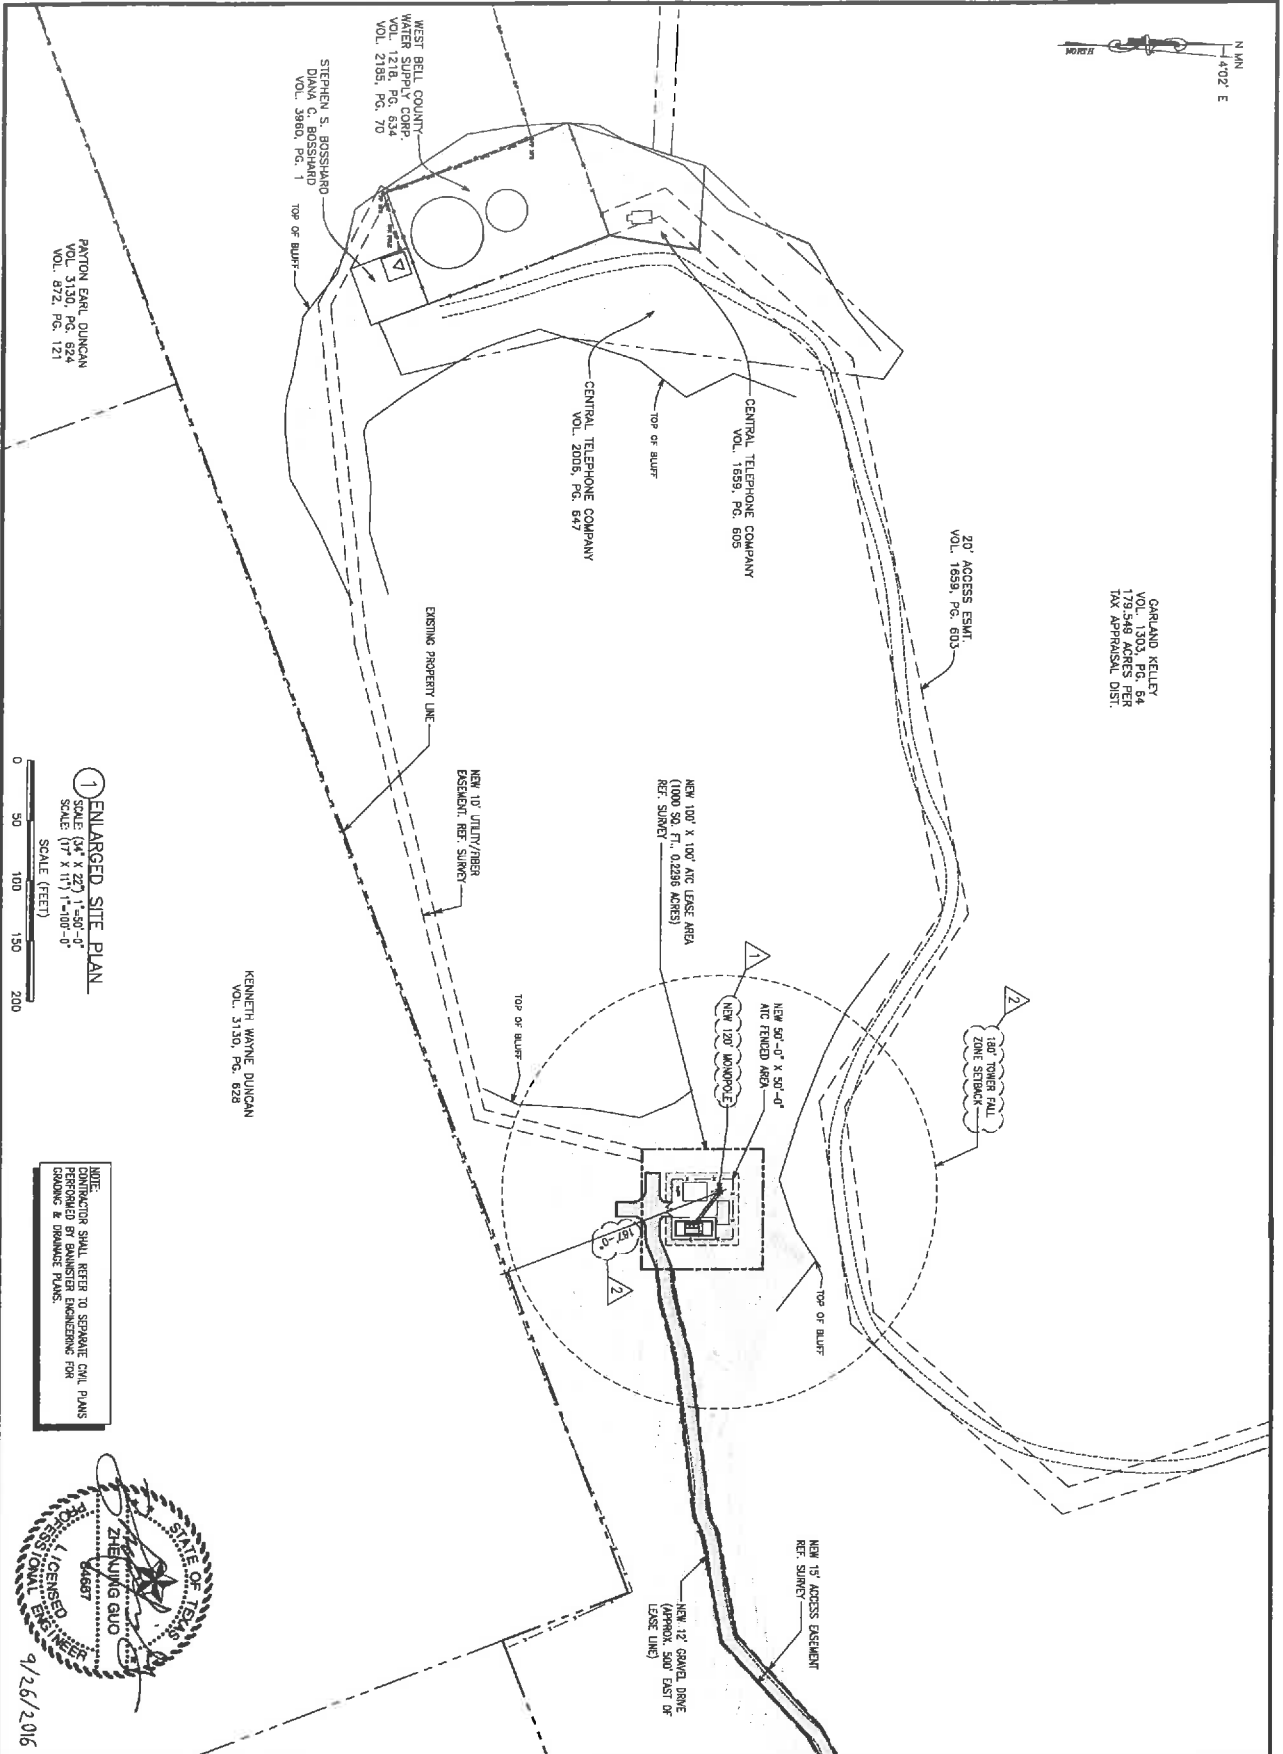 N MN
14°02' E
NORTH
WEST BELL COUNTY
WATER SUPPLY CORP.
VOL. 1218, PG. 634
VOL. 2185, PG. 70
STEPHEN S. BOSSHARD
DIANA C. BOSSHARD
VOL. 3960, PG. 1
TOP OF BLUFF
PAYTON EARL DUNCAN
VOL. 3130, PG. 624
VOL. 872, PG. 121
CENTRAL TELEPHONE COMPANY
VOL. 1659, PG. 605
TOP OF BLUFF
CENTRAL TELEPHONE COMPANY
VOL. 2006, PG. 647
GARLAND KELLEY
VOL. 1303, PG. 64
179.549 ACRES PER
TAX APPRAISAL DIST.
20' ACCESS ESMT.
VOL. 1659, PG. 603
EXISTING PROPERTY LINE
NEW 10' UTILITY/FIBER
EASEMENT. REF. SURVEY
NEW 100' X 100' ATC LEASE AREA
(1000 SQ. FT., 0.2296 ACRES)
REF. SURVEY
1
NEW 50'-0" X 50'-0"
ATC FENCED AREA
NEW 120' MONOPOLE
2
180' TOWER FALL
ZONE SETBACK
TOP OF BLUFF
TOP OF BLUFF
167'-0"
2
KENNETH WAYNE DUNCAN
VOL. 3130, PG. 628
NEW 15' ACCESS EASEMENT
REF. SURVEY
NEW 12' GRAVEL DRIVE
(APPROX. 500' EAST OF
LEASE LINE)
1 ENLARGED SITE PLAN
SCALE: (34" X 22") 1"=50'-0"
SCALE: (17" X 11") 1"=100'-0"
SCALE (FEET)
0 50 100 150 200
NOTE:
CONTRACTOR SHALL REFER TO SEPARATE CIVIL PLANS
PERFORMED BY BANNISTER ENGINEERING FOR
GRADING & DRAINAGE PLANS.
STATE OF TEXAS
ZHENJING GUO
84687
LICENSED
PROFESSIONAL ENGINEER
9/26/2016